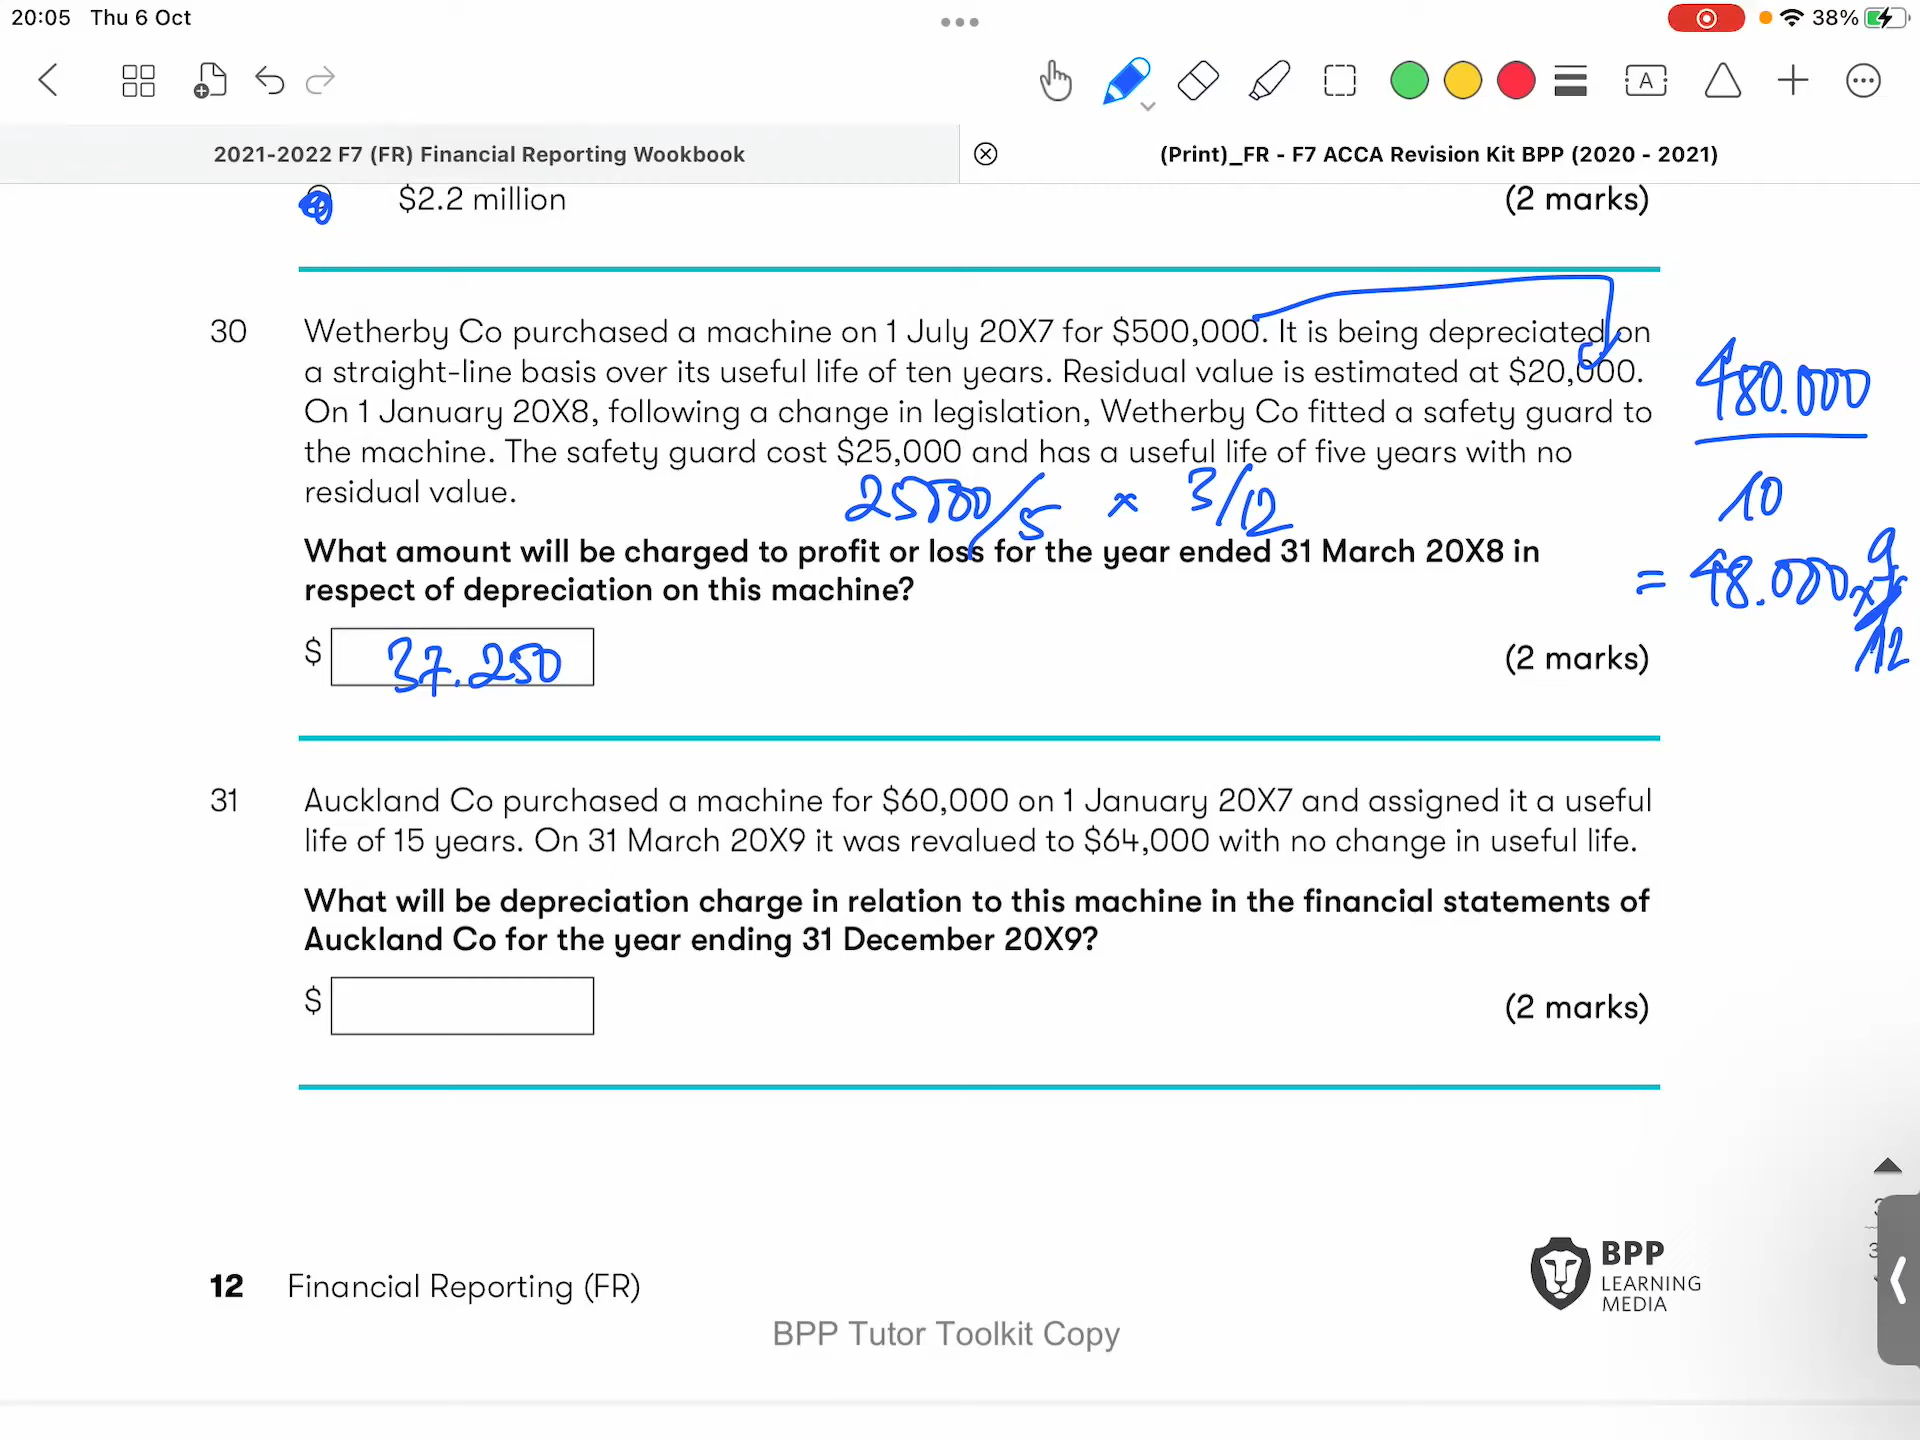 20:05 Thu 6 Oct
38%
2021-2022 F7 (FR) Financial Reporting Wookbook
(Print)_FR - F7 ACCA Revision Kit BPP (2020 - 2021)
$2.2 million (2 marks)
30 Wetherby Co purchased a machine on 1 July 20X7 for $500,000. It is being depreciated on
a straight-line basis over its useful life of ten years. Residual value is estimated at $20,000.
On 1 January 20X8, following a change in legislation, Wetherby Co fitted a safety guard to
the machine. The safety guard cost $25,000 and has a useful life of five years with no
residual value.
480.000
10
= 48.000 x 9
12
25000/5 x 3/12
What amount will be charged to profit or loss for the year ended 31 March 20X8 in
respect of depreciation on this machine?
$ 37.250 (2 marks)
31 Auckland Co purchased a machine for $60,000 on 1 January 20X7 and assigned it a useful
life of 15 years. On 31 March 20X9 it was revalued to $64,000 with no change in useful life.
What will be depreciation charge in relation to this machine in the financial statements of
Auckland Co for the year ending 31 December 20X9?
$ (2 marks)
12 Financial Reporting (FR)
BPP
LEARNING
MEDIA
BPP Tutor Toolkit Copy